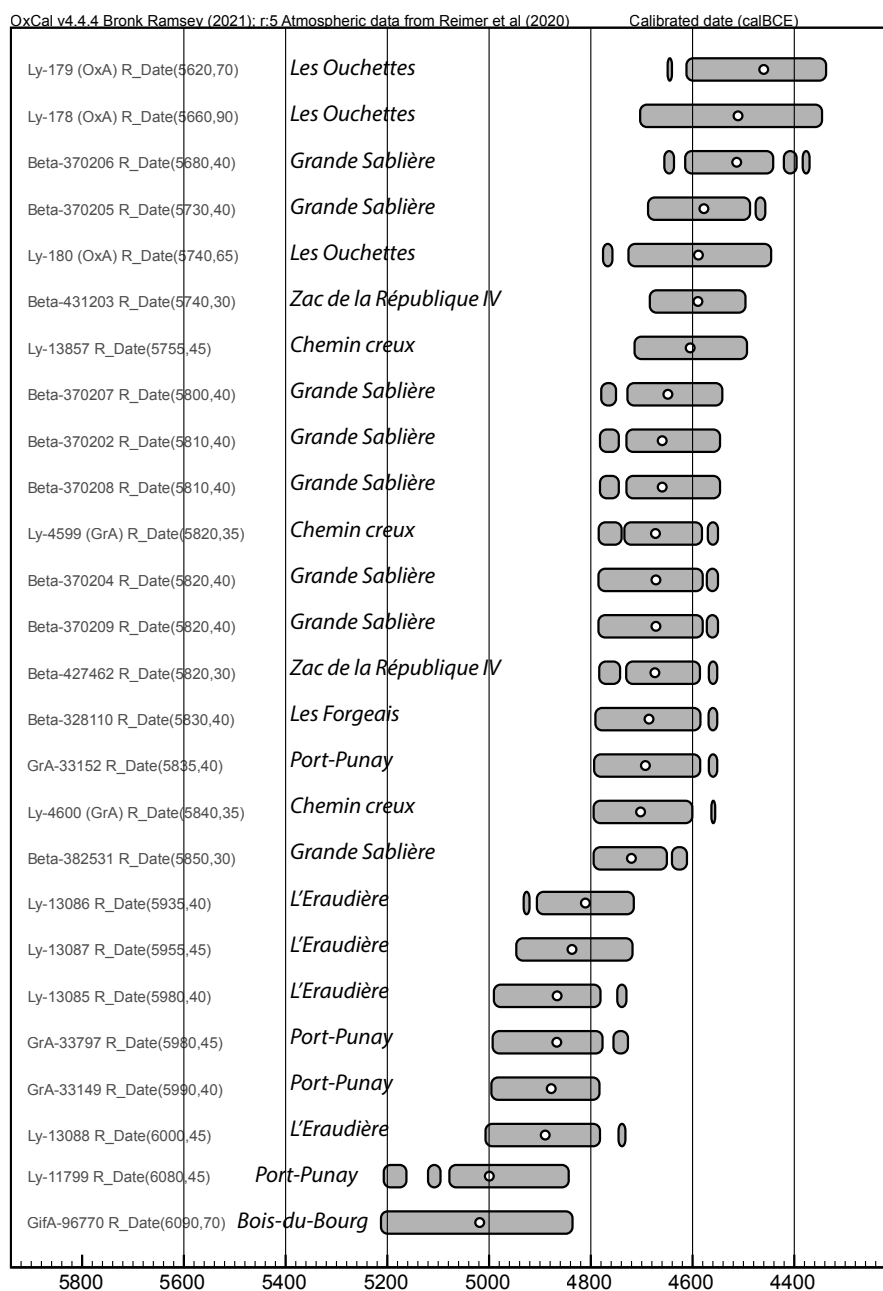 OxCal v4.4.4 Bronk Ramsey (2021); r:5 Atmospheric data from Reimer et al (2020) Calibrated date (calBCE)
Ly-179 (OxA) R_Date(5620,70) Les Ouchettes
Ly-178 (OxA) R_Date(5660,90) Les Ouchettes
Beta-370206 R_Date(5680,40) Grande Sablière
Beta-370205 R_Date(5730,40) Grande Sablière
Ly-180 (OxA) R_Date(5740,65) Les Ouchettes
Beta-431203 R_Date(5740,30) Zac de la République IV
Ly-13857 R_Date(5755,45) Chemin creux
Beta-370207 R_Date(5800,40) Grande Sablière
Beta-370202 R_Date(5810,40) Grande Sablière
Beta-370208 R_Date(5810,40) Grande Sablière
Ly-4599 (GrA) R_Date(5820,35) Chemin creux
Beta-370204 R_Date(5820,40) Grande Sablière
Beta-370209 R_Date(5820,40) Grande Sablière
Beta-427462 R_Date(5820,30) Zac de la République IV
Beta-328110 R_Date(5830,40) Les Forgeais
GrA-33152 R_Date(5835,40) Port-Punay
Ly-4600 (GrA) R_Date(5840,35) Chemin creux
Beta-382531 R_Date(5850,30) Grande Sablière
Ly-13086 R_Date(5935,40) L'Eraudière
Ly-13087 R_Date(5955,45) L'Eraudière
Ly-13085 R_Date(5980,40) L'Eraudière
GrA-33797 R_Date(5980,45) Port-Punay
GrA-33149 R_Date(5990,40) Port-Punay
Ly-13088 R_Date(6000,45) L'Eraudière
Ly-11799 R_Date(6080,45) Port-Punay
GifA-96770 R_Date(6090,70) Bois-du-Bourg
5800 5600 5400 5200 5000 4800 4600 4400